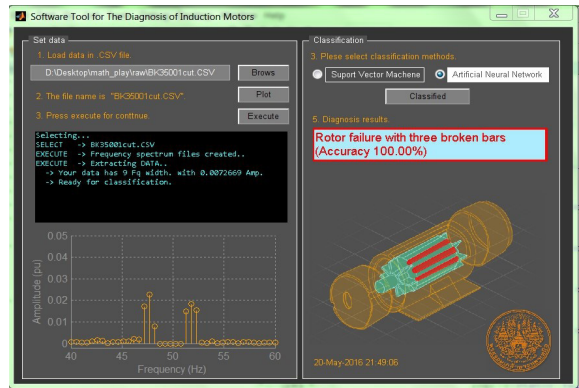 Software Tool for The Diagnosis of Induction Motors
Set data
1. Load data in .CSV file.
D:\Desktop\math_play\raw\BK35001cut.CSV
Brows
2. The file name is "BK35001cut.CSV".
Plot
3. Press execute for conttnue.
Execute
Selecting...
SELECT -> BK35001cut.CSV
EXECUTE -> Frequency spectrum files created..
EXECUTE -> Extracting DATA..
-> Your data has 9 Fq width. with 0.0072669 Amp.
-> Ready for classification.
0.05
0.04
0.03
0.02
0.01
0
Amplitude (pu)
40 45 50 55 60
Frequency (Hz)
Classification
3. Plese select classification methods.
Suport Vector Machene
Artificial Neural Network
Classified
5. Diagnosis results.
Rotor failure with three broken bars
(Accuracy 100.00%)
20-May-2016 21:49:06